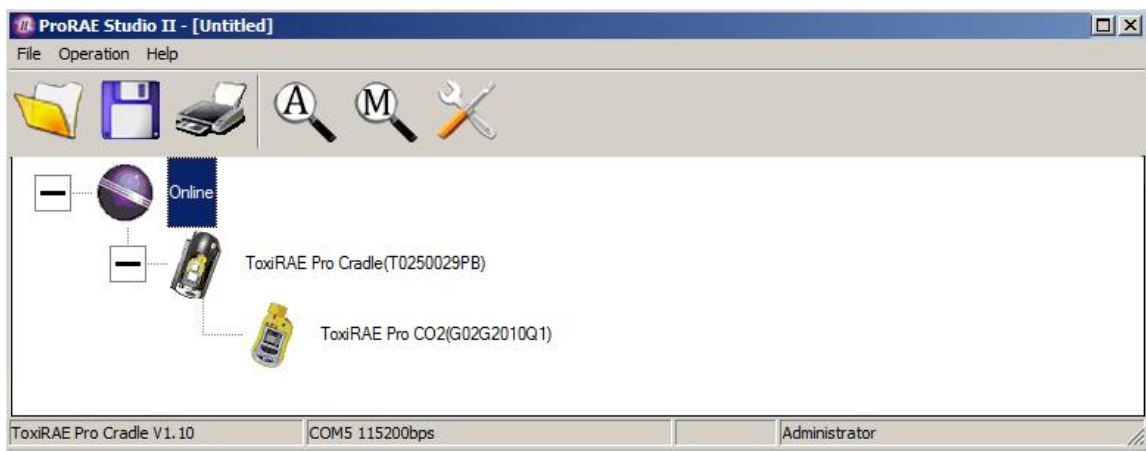 ProRAE Studio II - [Untitled]
File Operation Help
A M
Online
ToxiRAE Pro Cradle(T0250029PB)
ToxiRAE Pro CO2(G02G2010Q1)
ToxiRAE Pro Cradle V1.10 COM5 115200bps Administrator